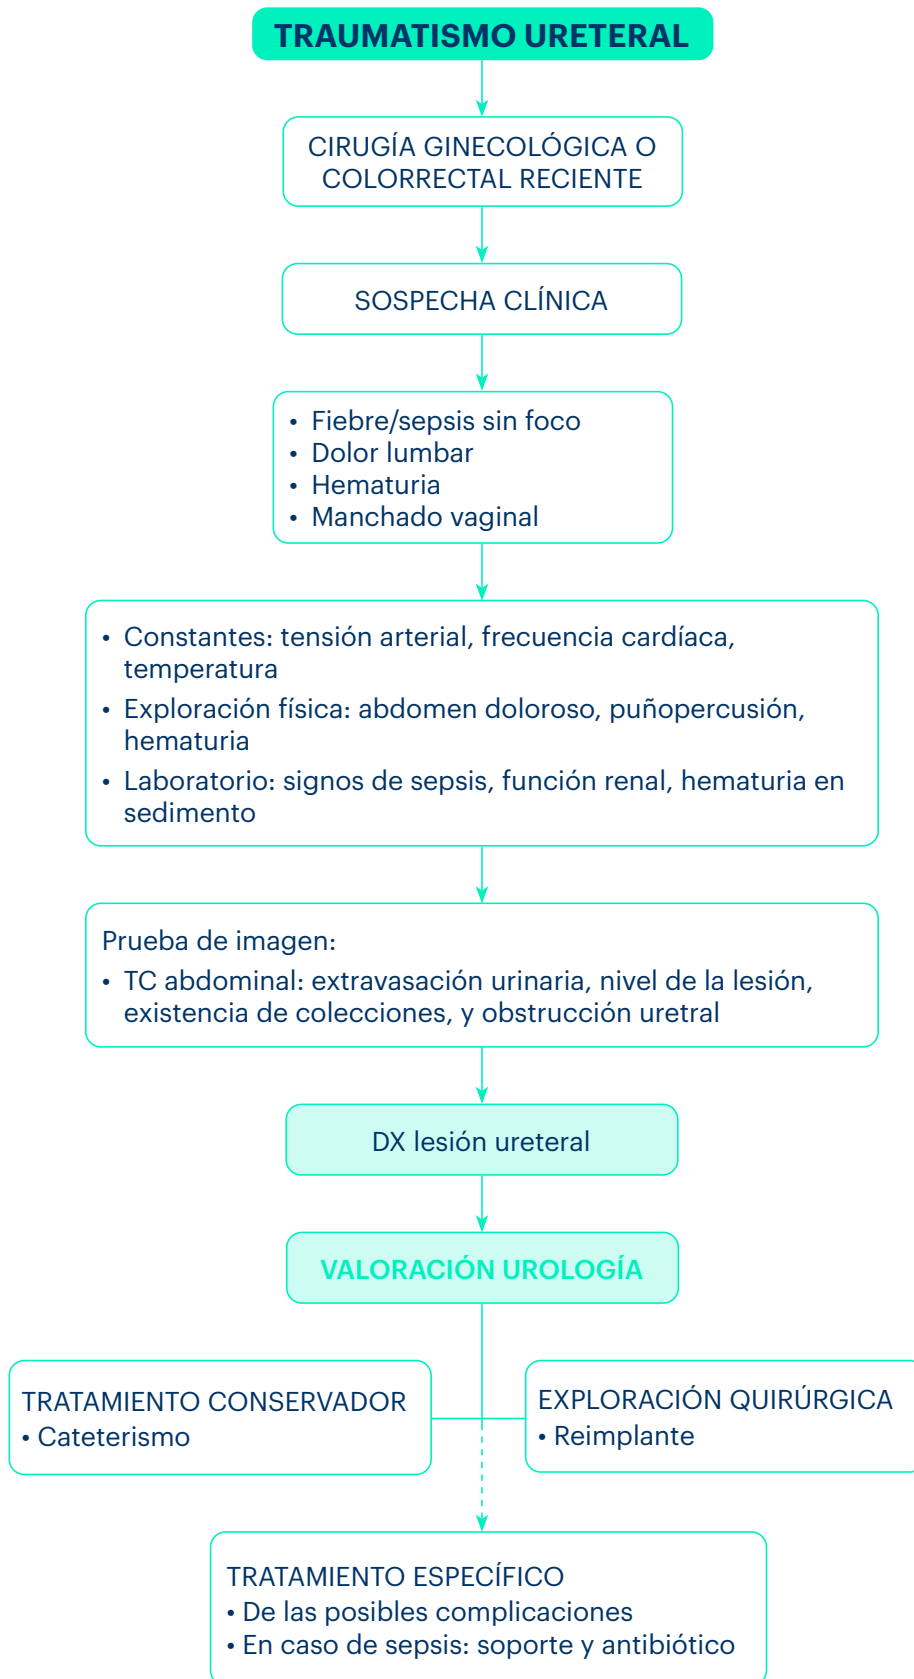 TRAUMATISMO URETERAL
CIRUGÍA GINECOLÓGICA O
COLORRECTAL RECIENTE
SOSPECHA CLÍNICA
• Fiebre/sepsis sin foco
• Dolor lumbar
• Hematuria
• Manchado vaginal
• Constantes: tensión arterial, frecuencia cardíaca,
temperatura
• Exploración física: abdomen doloroso, puñopercusión,
hematuria
• Laboratorio: signos de sepsis, función renal, hematuria en
sedimento
Prueba de imagen:
• TC abdominal: extravasación urinaria, nivel de la lesión,
existencia de colecciones, y obstrucción uretral
DX lesión ureteral
VALORACIÓN UROLOGÍA
TRATAMIENTO CONSERVADOR
• Cateterismo
EXPLORACIÓN QUIRÚRGICA
• Reimplante
TRATAMIENTO ESPECÍFICO
• De las posibles complicaciones
• En caso de sepsis: soporte y antibiótico